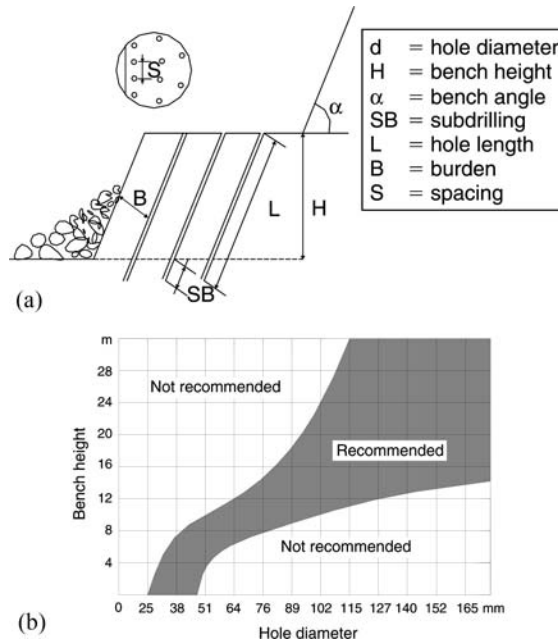 (a)
S
α
B
L
H
SB
d = hole diameter
H = bench height
α = bench angle
SB = subdrilling
L = hole length
B = burden
S = spacing
(b)
m
28
24
20
16
12
8
4
Bench height
Not recommended
Recommended
Not recommended
0 25 38 51 64 76 89 102 115 127 140 152 165 mm
Hole diameter